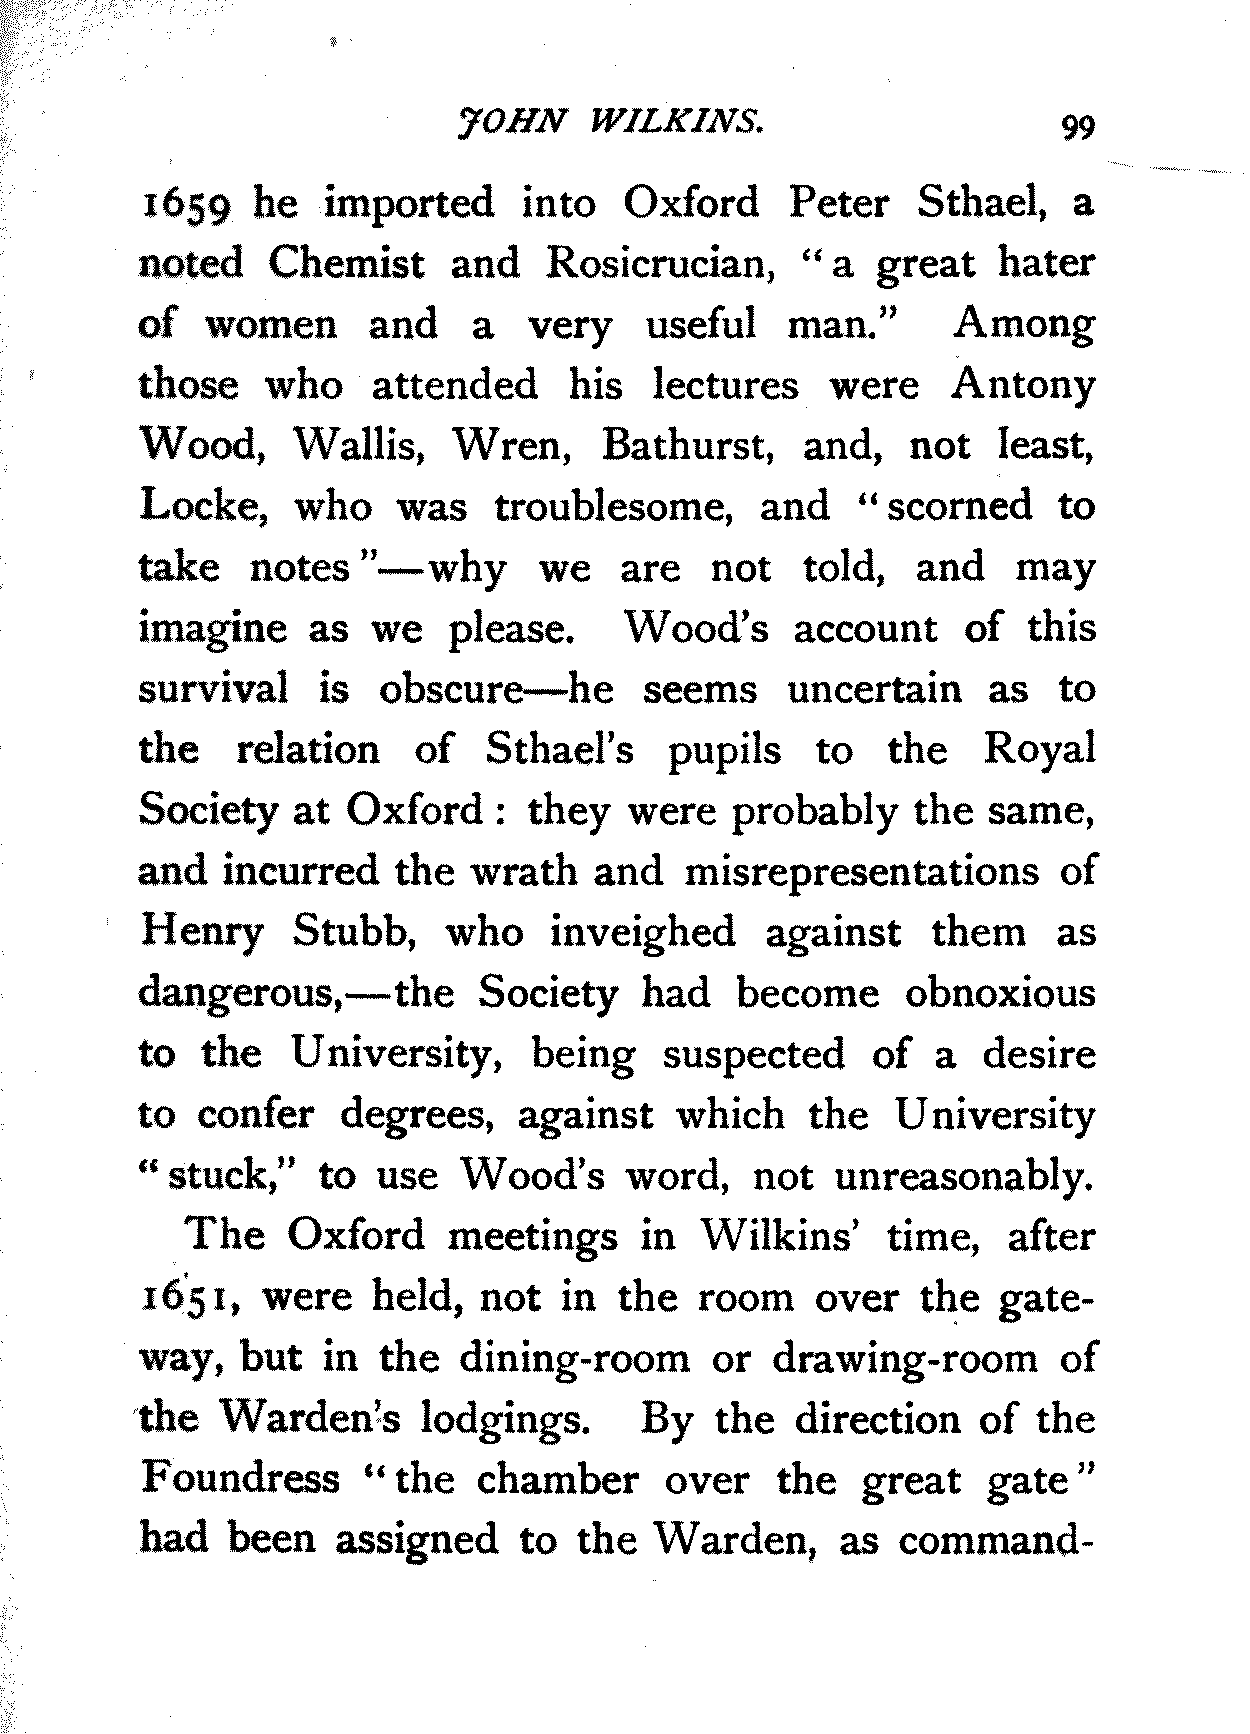 JOHN WILKINS. 99
1659 he imported into Oxford Peter Sthael, a
noted Chemist and Rosicrucian, “a great hater
of women and a very useful man.” Among
those who attended his lectures were Antony
Wood, Wallis, Wren, Bathurst, and, not least,
Locke, who was troublesome, and “scorned to
take notes”—why we are not told, and may
imagine as we please. Wood's account of this
survival is obscure—he seems uncertain as to
the relation of Sthael's pupils to the Royal
Society at Oxford: they were probably the same,
and incurred the wrath and misrepresentations of
Henry Stubb, who inveighed against them as
dangerous,—the Society had become obnoxious
to the University, being suspected of a desire
to confer degrees, against which the University
“stuck,” to use Wood's word, not unreasonably.
The Oxford meetings in Wilkins' time, after
1651, were held, not in the room over the gate-
way, but in the dining-room or drawing-room of
the Warden's lodgings. By the direction of the
Foundress “the chamber over the great gate”
had been assigned to the Warden, as command-